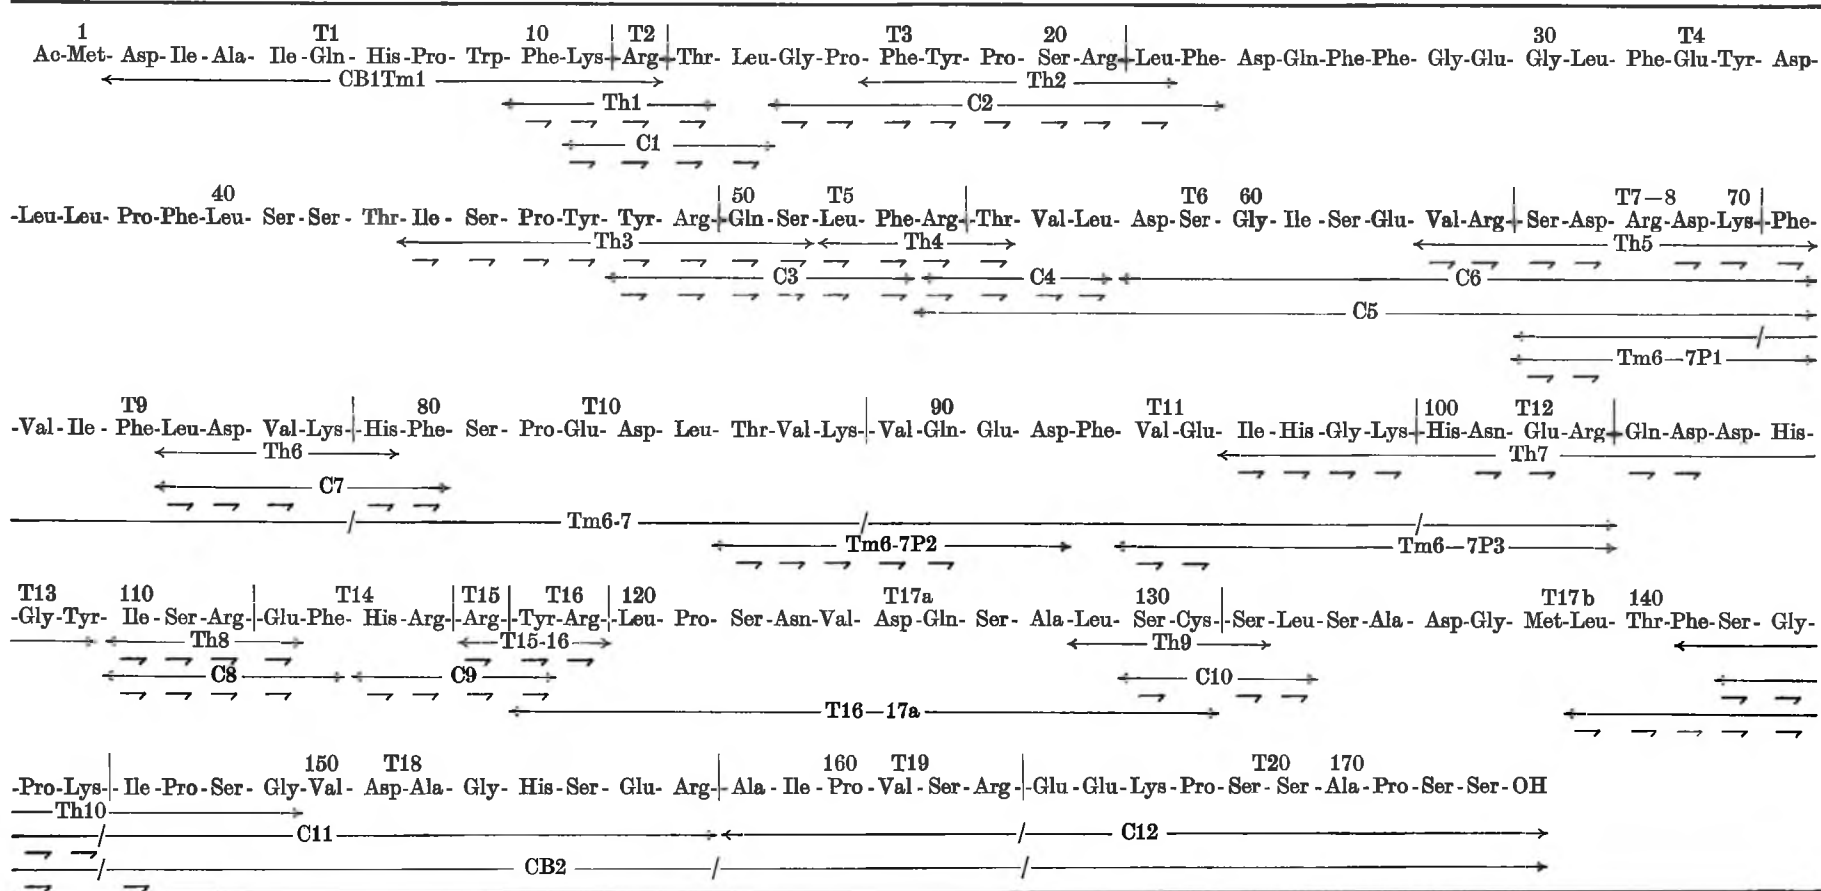 1 T1 10 T2 T3 20 30 T4
Ac-Met- Asp-Ile-Ala- Ile-Gln- His-Pro- Trp- Phe-Lys-Arg-Thr- Leu-Gly-Pro- Phe-Tyr- Pro- Ser-Arg-Leu-Phe- Asp-Gln-Phe-Phe- Gly-Glu- Gly-Leu- Phe-Glu-Tyr- Asp-
CB1Tm1 Th2
Th1 C2
C1
40 50 T5 T6 60 T7-8 70
-Leu-Leu- Pro-Phe-Leu- Ser-Ser- Thr-Ile- Ser- Pro-Tyr- Tyr- Arg-Gln- Ser-Leu- Phe-Arg-Thr- Val-Leu- Asp-Ser- Gly-Ile-Ser-Glu- Val-Arg-Ser-Asp- Arg-Asp-Lys-Phe-
Th3 Th4 Th5
C3 C4 C6
C5
Tm6-7P1
T9 80 T10 90 T11 100 T12
-Val-Ile- Phe-Leu-Asp- Val-Lys-His-Phe- Ser- Pro-Glu- Asp- Leu- Thr-Val-Lys-Val-Gln- Glu- Asp-Phe- Val-Glu- Ile-His-Gly-Lys-His-Asn- Glu-Arg-Gln-Asp-Asp- His-
Th6 Th7
C7
Tm6-7
Tm6-7P2 Tm6-7P3
T13 110 T14 T15 T16 120 T17a 130 T17b 140
-Gly-Tyr- Ile-Ser-Arg-Glu-Phe- His-Arg-Arg-Tyr-Arg-Leu- Pro- Ser-Asn-Val- Asp-Gln- Ser- Ala-Leu- Ser-Cys-Ser-Leu-Ser-Ala- Asp-Gly- Met-Leu- Thr-Phe-Ser- Gly-
Th8 T15-16 Th9
C8 C9 C10
T16-17a
150 T18 160 T19 T20 170
-Pro-Lys-Ile-Pro-Ser- Gly-Val- Asp-Ala- Gly- His-Ser- Glu- Arg-Ala- Ile- Pro-Val-Ser-Arg-Glu-Glu-Lys-Pro-Ser- Ser-Ala-Pro-Ser-Ser-OH
Th10
C11 C12
CB2